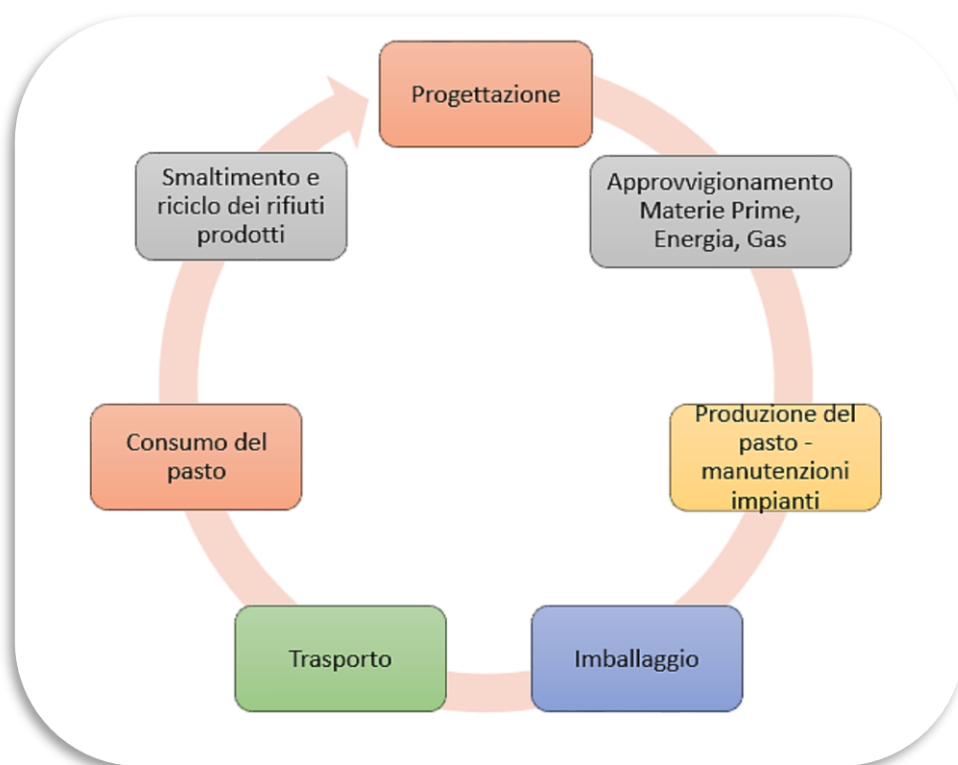 Progettazione
Approvvigionamento
Materie Prime,
Energia, Gas
Produzione del
pasto -
manutenzioni
impianti
Imballaggio
Trasporto
Consumo del
pasto
Smaltimento e
riciclo dei rifiuti
prodotti